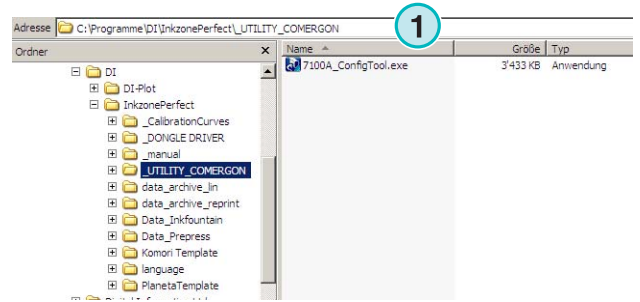 Adresse C:\Programme\DI\InkzonePerfect\_UTILITY_COMERGON
1
Ordner x Name Größe Typ
7100A_ConfigTool.exe 3'433 KB Anwendung
DI
DI-Plot
InkzonePerfect
_CalibrationCurves
_DONGLE DRIVER
_manual
_UTILITY_COMERGON
data_archive_lin
data_archive_reprint
Data_Inkfountain
Data_Prepress
Komori Template
language
PlanetaTemplate